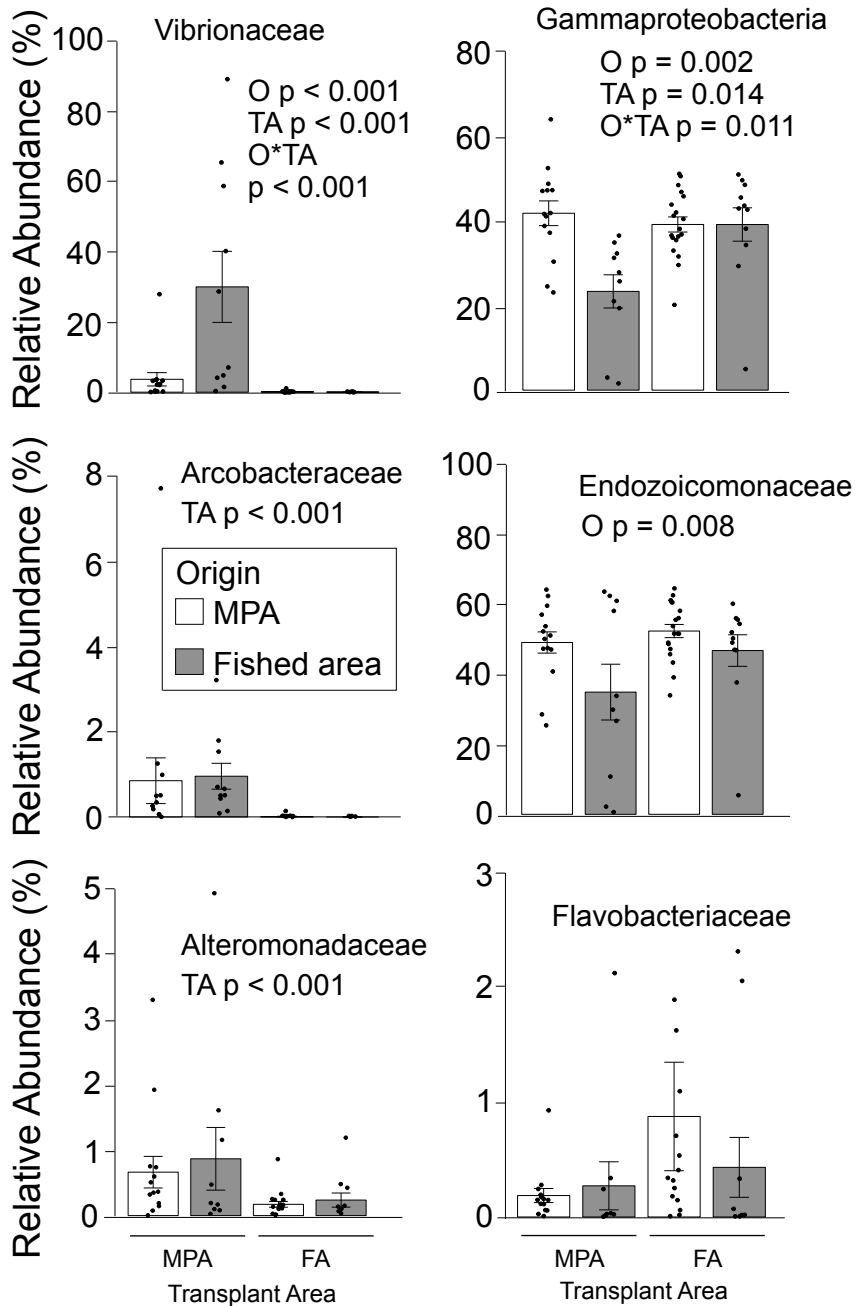 Vibrionaceae
O p < 0.001
TA p < 0.001
O*TA
p < 0.001
Relative Abundance (%)
100
80
60
40
20
0
Gammaproteobacteria
O p = 0.002
TA p = 0.014
O*TA p = 0.011
80
60
40
20
0
Arcobacteraceae
TA p < 0.001
Origin
MPA
Fished area
Relative Abundance (%)
8
6
4
2
0
Endozoicomonaceae
O p = 0.008
100
80
60
40
20
0
Alteromonadaceae
TA p < 0.001
Relative Abundance (%)
5
4
3
2
1
0
MPA
FA
Transplant Area
Flavobacteriaceae
3
2
1
0
MPA
FA
Transplant Area